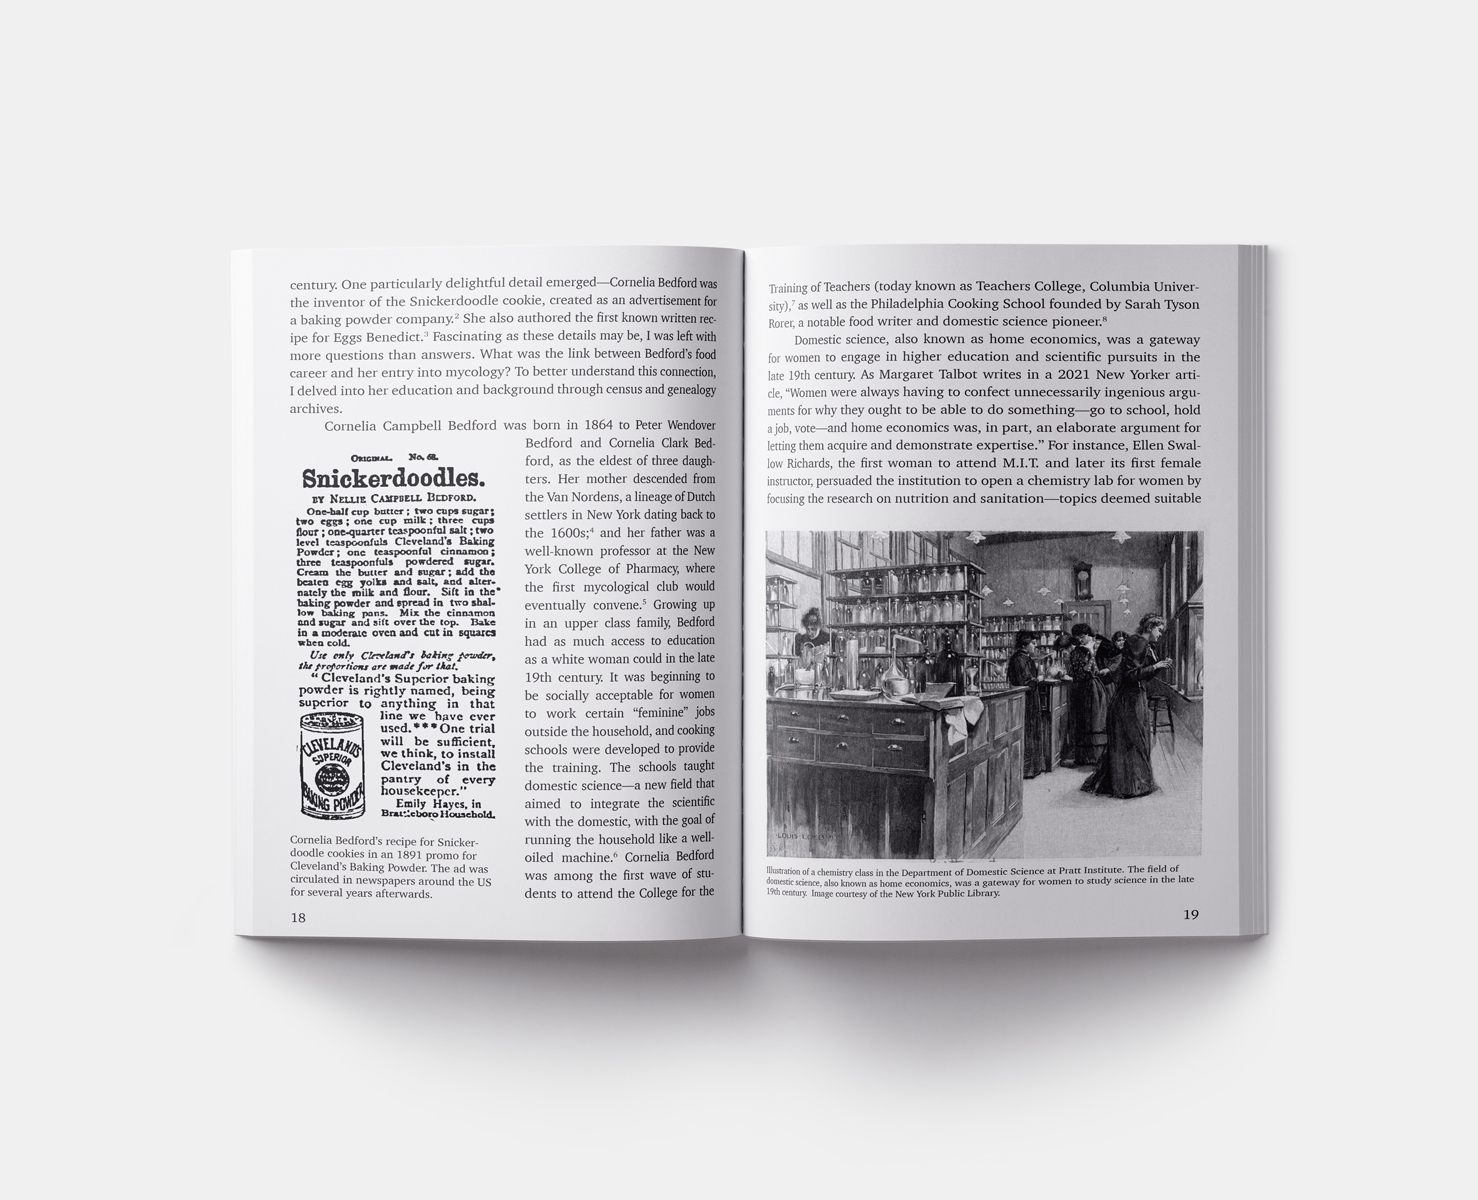 century. One particularly delightful detail emerged—Cornelia Bedford was
the inventor of the Snickerdoodle cookie, created as an advertisement for
a baking powder company.² She also authored the first known written rec-
ipe for Eggs Benedict.³ Fascinating as these details may be, I was left with
more questions than answers. What was the link between Bedford’s food
career and her entry into mycology? To better understand this connection,
I delved into her education and background through census and genealogy
archives.
Cornelia Campbell Bedford was born in 1864 to Peter Wendover
Bedford and Cornelia Clark Bed-
ford, as the eldest of three daugh-
ters. Her mother descended from
the Van Nordens, a lineage of Dutch
settlers in New York dating back to
the 1600s;⁴ and her father was a
well-known professor at the New
York College of Pharmacy, where
the first mycological club would
eventually convene.⁵ Growing up
in an upper class family, Bedford
had as much access to education
as a white woman could in the late
19th century. It was beginning to
be socially acceptable for women
to work certain “feminine” jobs
outside the household, and cooking
schools were developed to provide
the training. The schools taught
domestic science—a new field that
aimed to integrate the scientific
with the domestic, with the goal of
running the household like a well-
oiled machine.⁶ Cornelia Bedford
was among the first wave of stu-
dents to attend the College for the
ORIGINAL. No. 68.
Snickerdoodles.
BY NELLIE CAMPBELL BEDFORD.
One-half cup butter; two cups sugar;
two eggs; one cup milk; three cups
flour; one-quarter teaspoonful salt; two
level teaspoonfuls Cleveland's Baking
Powder; one teaspoonful cinnamon;
three teaspoonfuls powdered sugar.
Cream the butter and sugar; add the
beaten egg yolks and salt, and alter-
nately the milk and flour. Sift in the
baking powder and spread in two shal-
low baking pans. Mix the cinnamon
and sugar and sift over the top. Bake
in a moderate oven and cut in squares
when cold.
Use only Cleveland's baking powder,
the proportions are made for that.
“Cleveland's Superior baking
powder is rightly named, being
superior to anything in that
line we have ever
used.***One trial
will be sufficient,
we think, to install
Cleveland's in the
pantry of every
housekeeper.”
Emily Hayes, in
Brattleboro Household.
CLEVELAND'S
SUPERIOR
BAKING POWDER
Cornelia Bedford’s recipe for Snicker-
doodle cookies in an 1891 promo for
Cleveland’s Baking Powder. The ad was
circulated in newspapers around the US
for several years afterwards.
18
Training of Teachers (today known as Teachers College, Columbia Univer-
sity),⁷ as well as the Philadelphia Cooking School founded by Sarah Tyson
Rorer, a notable food writer and domestic science pioneer.⁸
Domestic science, also known as home economics, was a gateway
for women to engage in higher education and scientific pursuits in the
late 19th century. As Margaret Talbot writes in a 2021 New Yorker arti-
cle, “Women were always having to confect unnecessarily ingenious argu-
ments for why they ought to be able to do something—go to school, hold
a job, vote—and home economics was, in part, an elaborate argument for
letting them acquire and demonstrate expertise.” For instance, Ellen Swal-
low Richards, the first woman to attend M.I.T. and later its first female
instructor, persuaded the institution to open a chemistry lab for women by
focusing the research on nutrition and sanitation—topics deemed suitable
Illustration of a chemistry class in the Department of Domestic Science at Pratt Institute. The field of
domestic science, also known as home economics, was a gateway for women to study science in the late
19th century. Image courtesy of the New York Public Library.
19